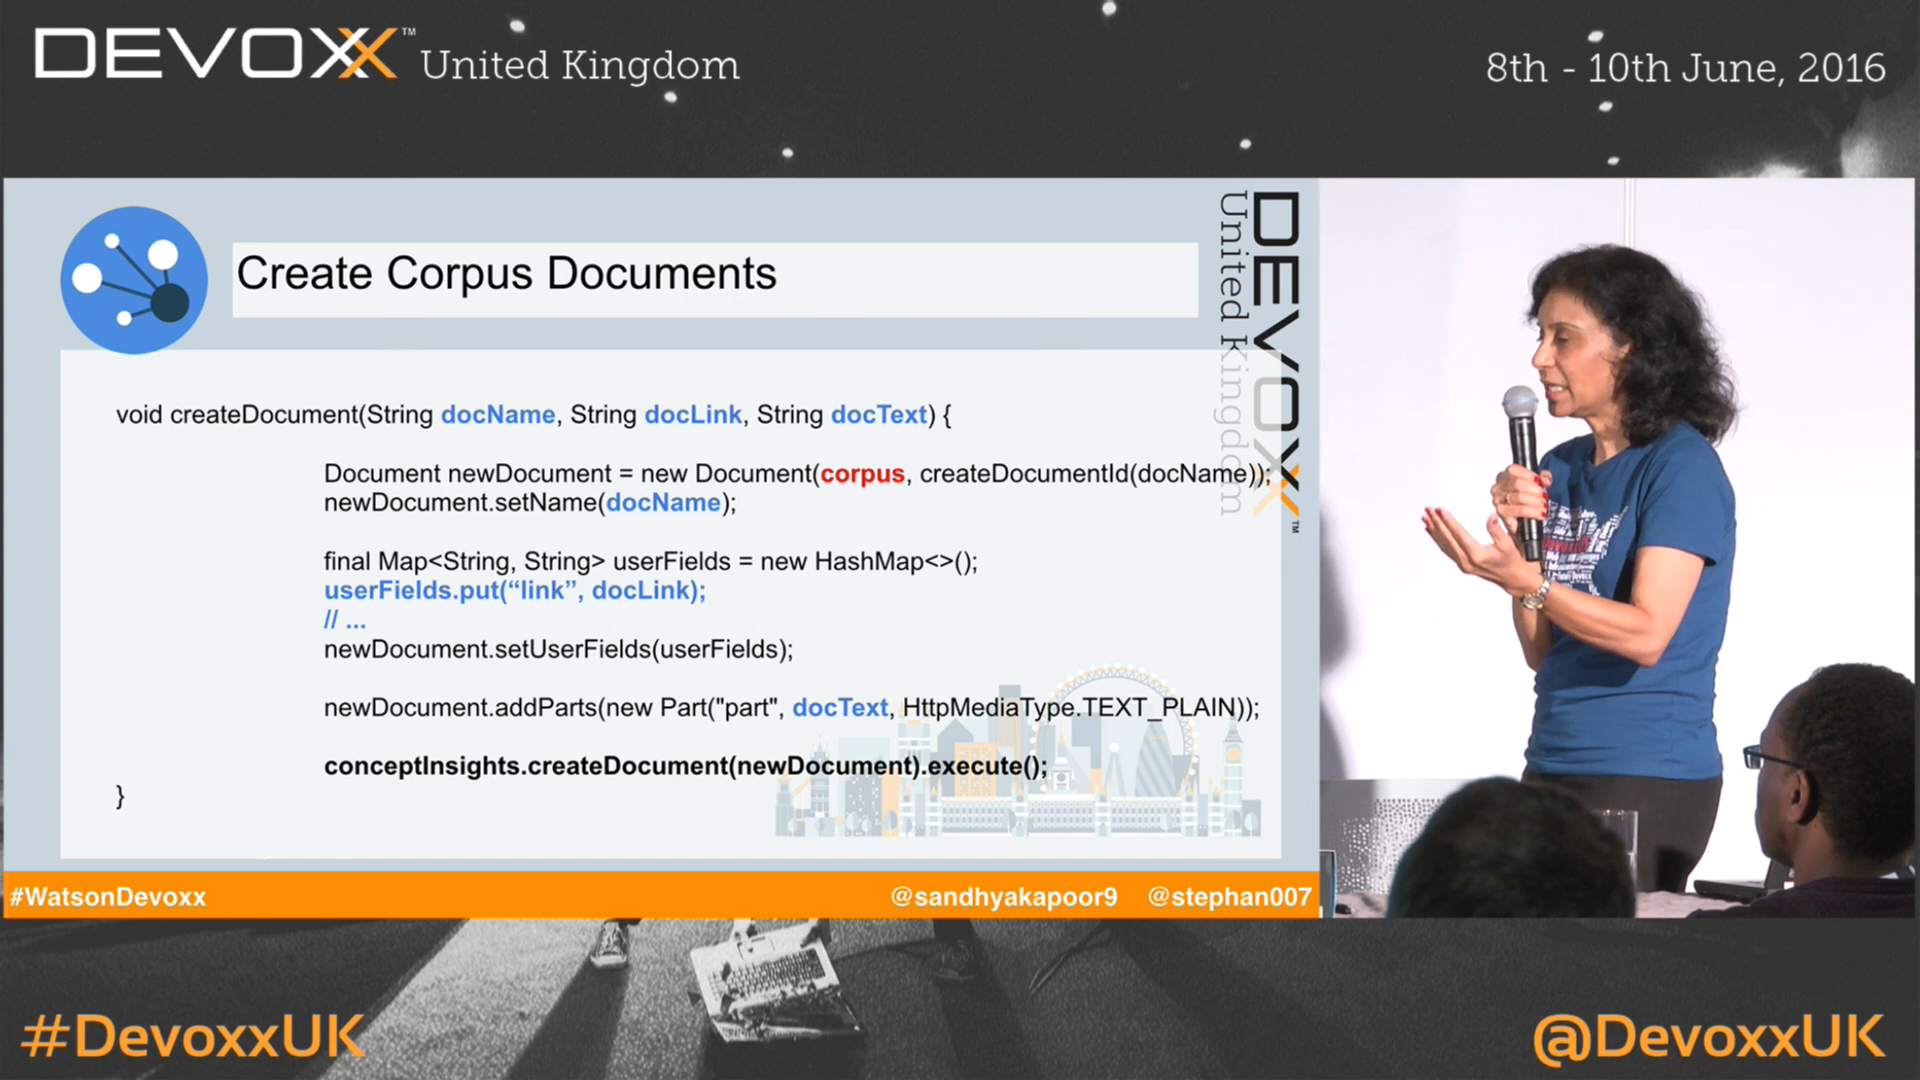 DEVOXX™ United Kingdom
8th - 10th June, 2016
Create Corpus Documents
DEVOXX™
United Kingdom
void createDocument(String docName, String docLink, String docText) {
Document newDocument = new Document(corpus, createDocumentId(docName));
newDocument.setName(docName);
final Map<String, String> userFields = new HashMap<>();
userFields.put(“link”, docLink);
// ...
newDocument.setUserFields(userFields);
newDocument.addParts(new Part("part", docText, HttpMediaType.TEXT_PLAIN));
conceptInsights.createDocument(newDocument).execute();
}
#WatsonDevoxx
@sandhyakapoor9 @stephan007
#DevoxxUK
@DevoxxUK